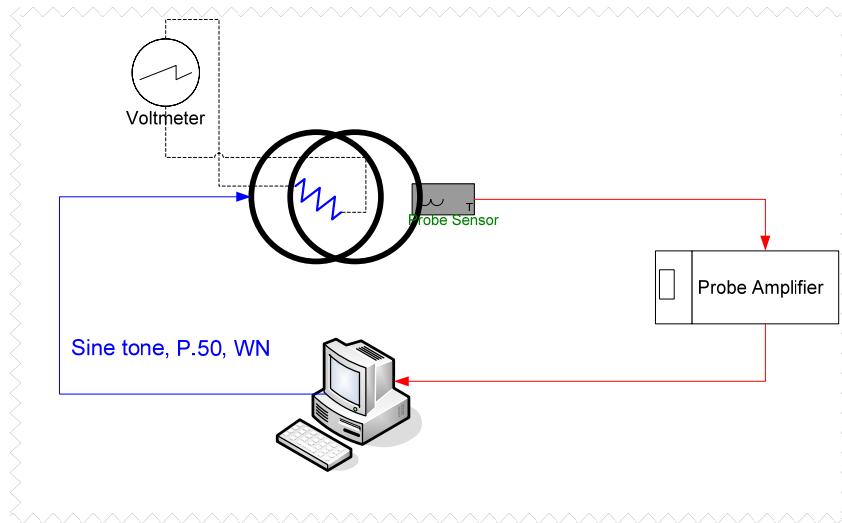 Voltmeter
T
Probe Sensor
Probe Amplifier
Sine tone, P.50, WN